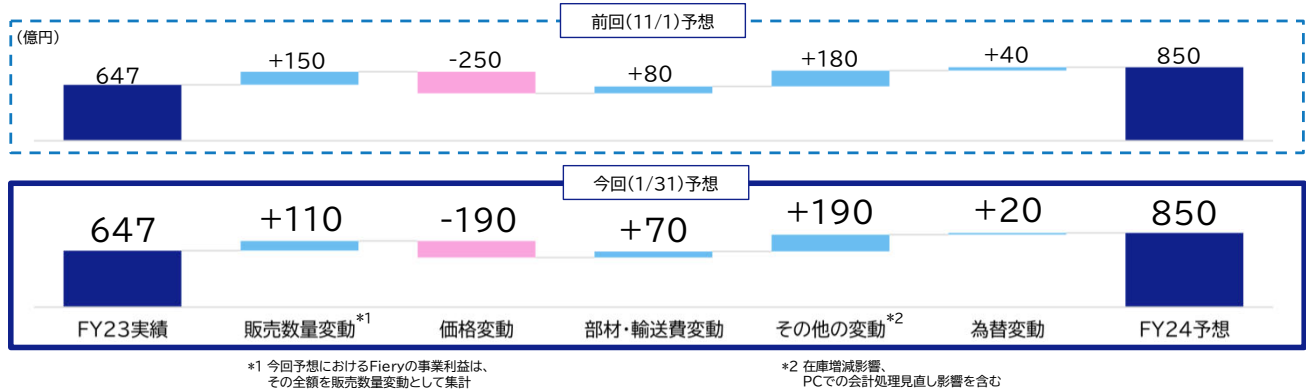 前回(11/1)予想
(億円)
647 +150 -250 +80 +180 +40 850
今回(1/31)予想
647 +110 -190 +70 +190 +20 850
FY23実績 販売数量変動*1 価格変動 部材・輸送費変動 その他の変動*2 為替変動 FY24予想
*1 今回予想におけるFieryの事業利益は、
その全額を販売数量変動として集計
*2 在庫増減影響、
PCでの会計処理見直し影響を含む